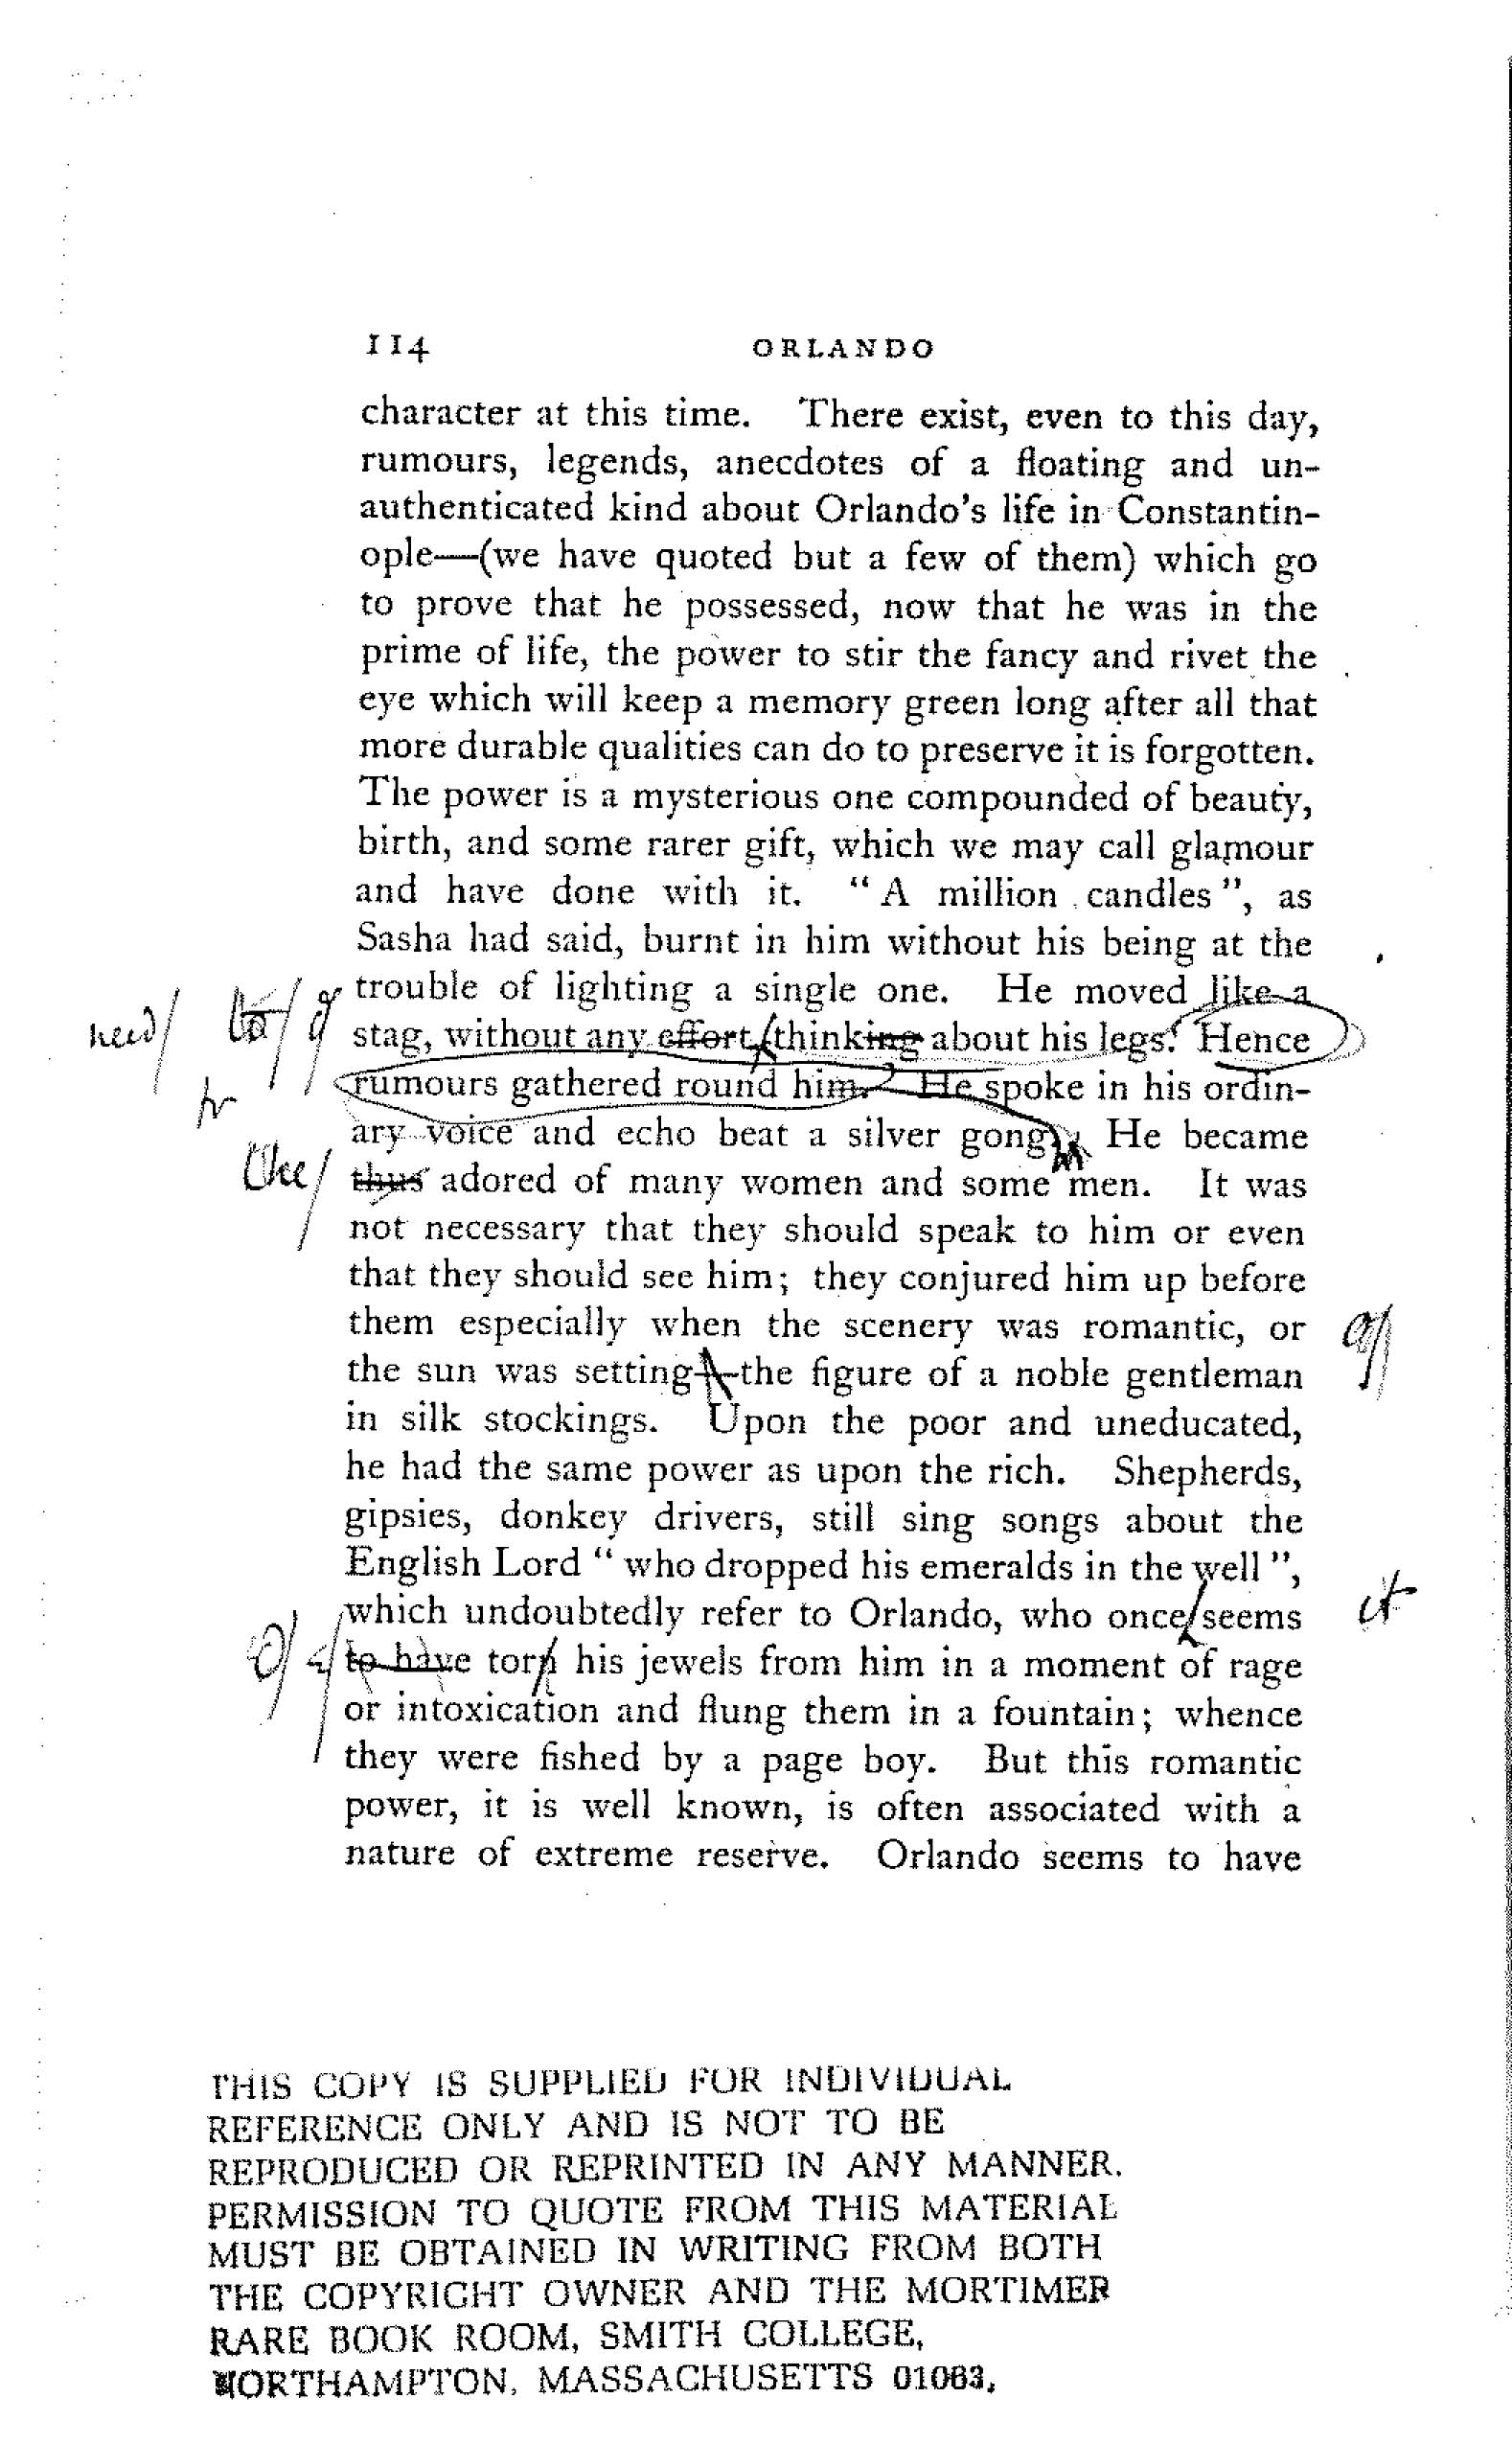 114 ORLANDO
character at this time. There exist, even to this day,
rumours, legends, anecdotes of a floating and un-
authenticated kind about Orlando's life in Constantin-
ople—(we have quoted but a few of them) which go
to prove that he possessed, now that he was in the
prime of life, the power to stir the fancy and rivet the
eye which will keep a memory green long after all that
more durable qualities can do to preserve it is forgotten.
The power is a mysterious one compounded of beauty,
birth, and some rarer gift, which we may call glamour
and have done with it. “A million candles”, as
Sasha had said, burnt in him without his being at the
trouble of lighting a single one. He moved like a
need/ to/
stag, without any effort, thinking about his legs. Hence
rumours gathered round him. He spoke in his ordin-
tr
ary voice and echo beat a silver gong. He became
the/ thus adored of many women and some men. It was
not necessary that they should speak to him or even
that they should see him; they conjured him up before
them especially when the scenery was romantic, or
the sun was setting—the figure of a noble gentleman
in silk stockings. Upon the poor and uneducated,
he had the same power as upon the rich. Shepherds,
gipsies, donkey drivers, still sing songs about the
English Lord “who dropped his emeralds in the well”,
which undoubtedly refer to Orlando, who once seems it
to have torn his jewels from him in a moment of rage
or intoxication and flung them in a fountain; whence
they were fished by a page boy. But this romantic
power, it is well known, is often associated with a
nature of extreme reserve. Orlando seems to have
THIS COPY IS SUPPLIED FOR INDIVIDUAL
REFERENCE ONLY AND IS NOT TO BE
REPRODUCED OR REPRINTED IN ANY MANNER.
PERMISSION TO QUOTE FROM THIS MATERIAL
MUST BE OBTAINED IN WRITING FROM BOTH
THE COPYRIGHT OWNER AND THE MORTIMER
RARE BOOK ROOM, SMITH COLLEGE,
NORTHAMPTON, MASSACHUSETTS 01063.